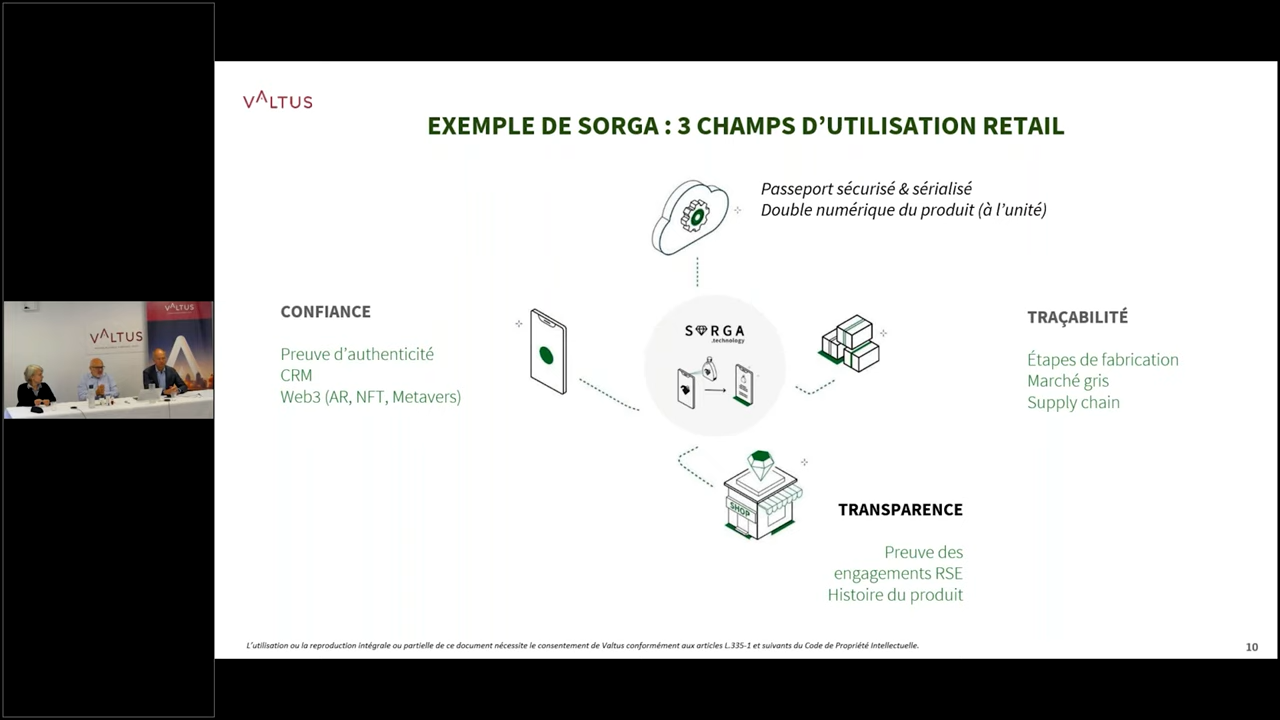 VALTUS
EXEMPLE DE SORGA : 3 CHAMPS D’UTILISATION RETAIL
Passeport sécurisé & sérialisé
Double numérique du produit (à l’unité)
CONFIANCE
Preuve d’authenticité
CRM
Web3 (AR, NFT, Metavers)
SORGA
.technology
TRAÇABILITÉ
Étapes de fabrication
Marché gris
Supply chain
SHOP
TRANSPARENCE
Preuve des
engagements RSE
Histoire du produit
VALTUS
VALTUS
L’utilisation ou la reproduction intégrale ou partielle de ce document nécessite le consentement de Valtus conformément aux articles L.335-1 et suivants du Code de Propriété Intellectuelle.
10